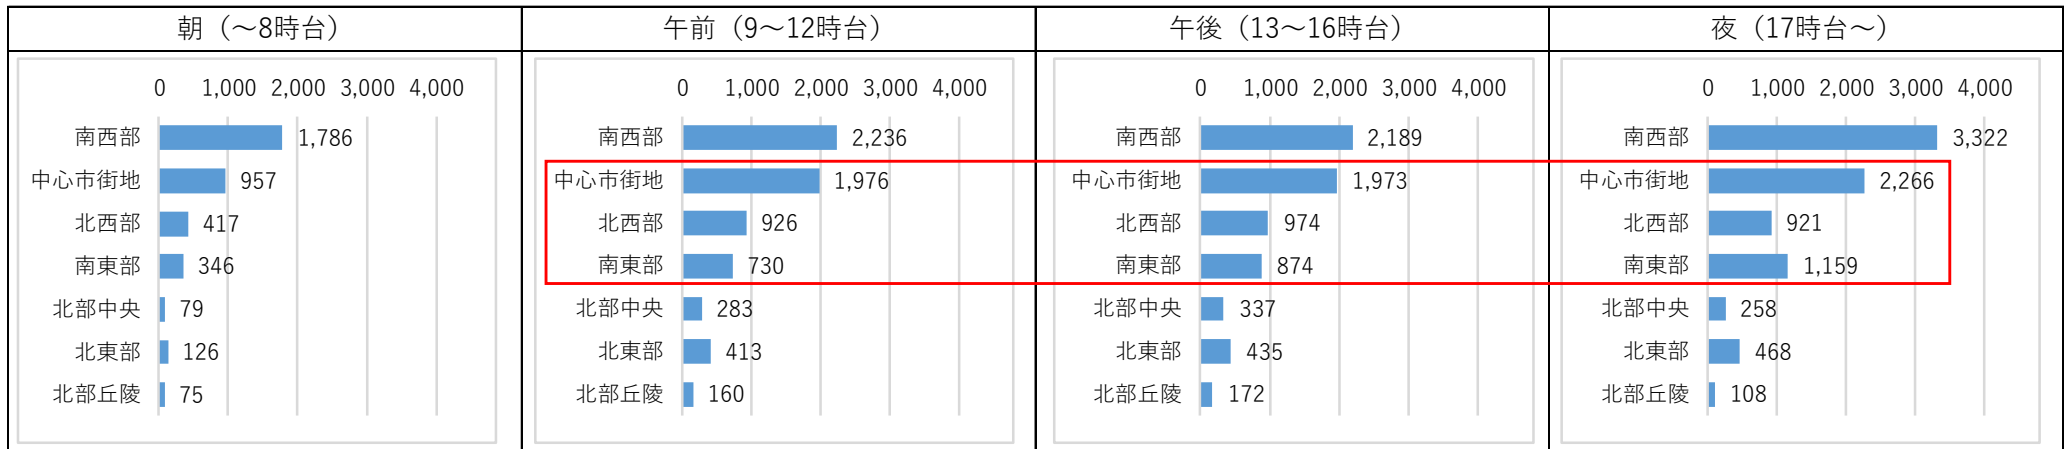 朝（～8時台）
0 1,000 2,000 3,000 4,000
南西部 1,786
中心市街地 957
北西部 417
南東部 346
北部中央 79
北東部 126
北部丘陵 75
午前（9～12時台）
0 1,000 2,000 3,000 4,000
南西部 2,236
中心市街地 1,976
北西部 926
南東部 730
北部中央 283
北東部 413
北部丘陵 160
午後（13～16時台）
0 1,000 2,000 3,000 4,000
南西部 2,189
中心市街地 1,973
北西部 974
南東部 874
北部中央 337
北東部 435
北部丘陵 172
夜（17時台～）
0 1,000 2,000 3,000 4,000
南西部 3,322
中心市街地 2,266
北西部 921
南東部 1,159
北部中央 258
北東部 468
北部丘陵 108